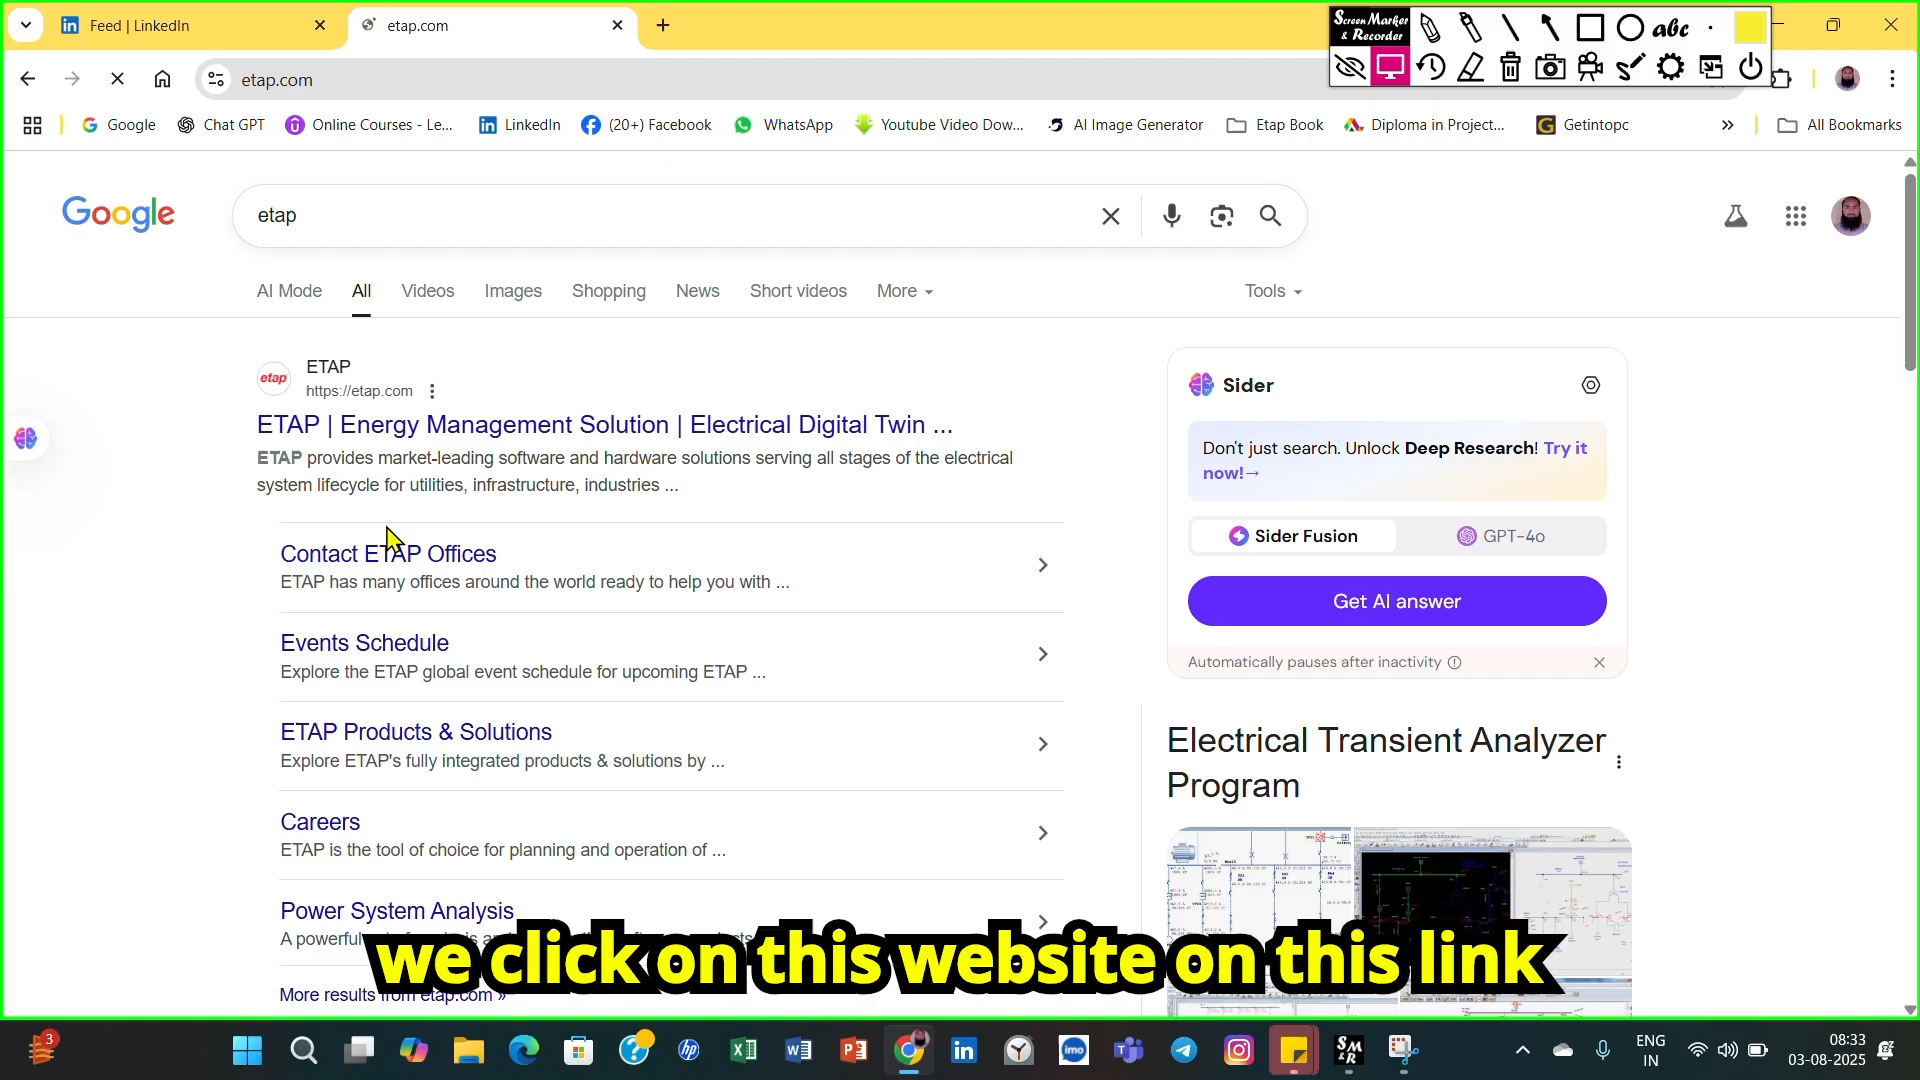 Feed | LinkedIn
etap.com
Screen Marker
& Recorder
abc
etap.com
Google
Chat GPT
Online Courses - Le...
LinkedIn
(20+) Facebook
WhatsApp
Youtube Video Dow...
AI Image Generator
Etap Book
Diploma in Project...
Getintopc
All Bookmarks
Google
etap
AI Mode
All
Videos
Images
Shopping
News
Short videos
More
Tools
etap
ETAP
https://etap.com
ETAP | Energy Management Solution | Electrical Digital Twin ...
ETAP provides market-leading software and hardware solutions serving all stages of the electrical
system lifecycle for utilities, infrastructure, industries ...
Contact ETAP Offices
ETAP has many offices around the world ready to help you with ...
Events Schedule
Explore the ETAP global event schedule for upcoming ETAP ...
ETAP Products & Solutions
Explore ETAP's fully integrated products & solutions by ...
Careers
ETAP is the tool of choice for planning and operation of ...
Power System Analysis
A powerful
More results from etap.com »
Sider
Don't just search. Unlock Deep Research! Try it
now!→
Sider Fusion
GPT-4o
Get AI answer
Automatically pauses after inactivity
Electrical Transient Analyzer
Program
we click on this website on this link
3
hp
imo
SM
&R
ENG
IN
08:33
03-08-2025